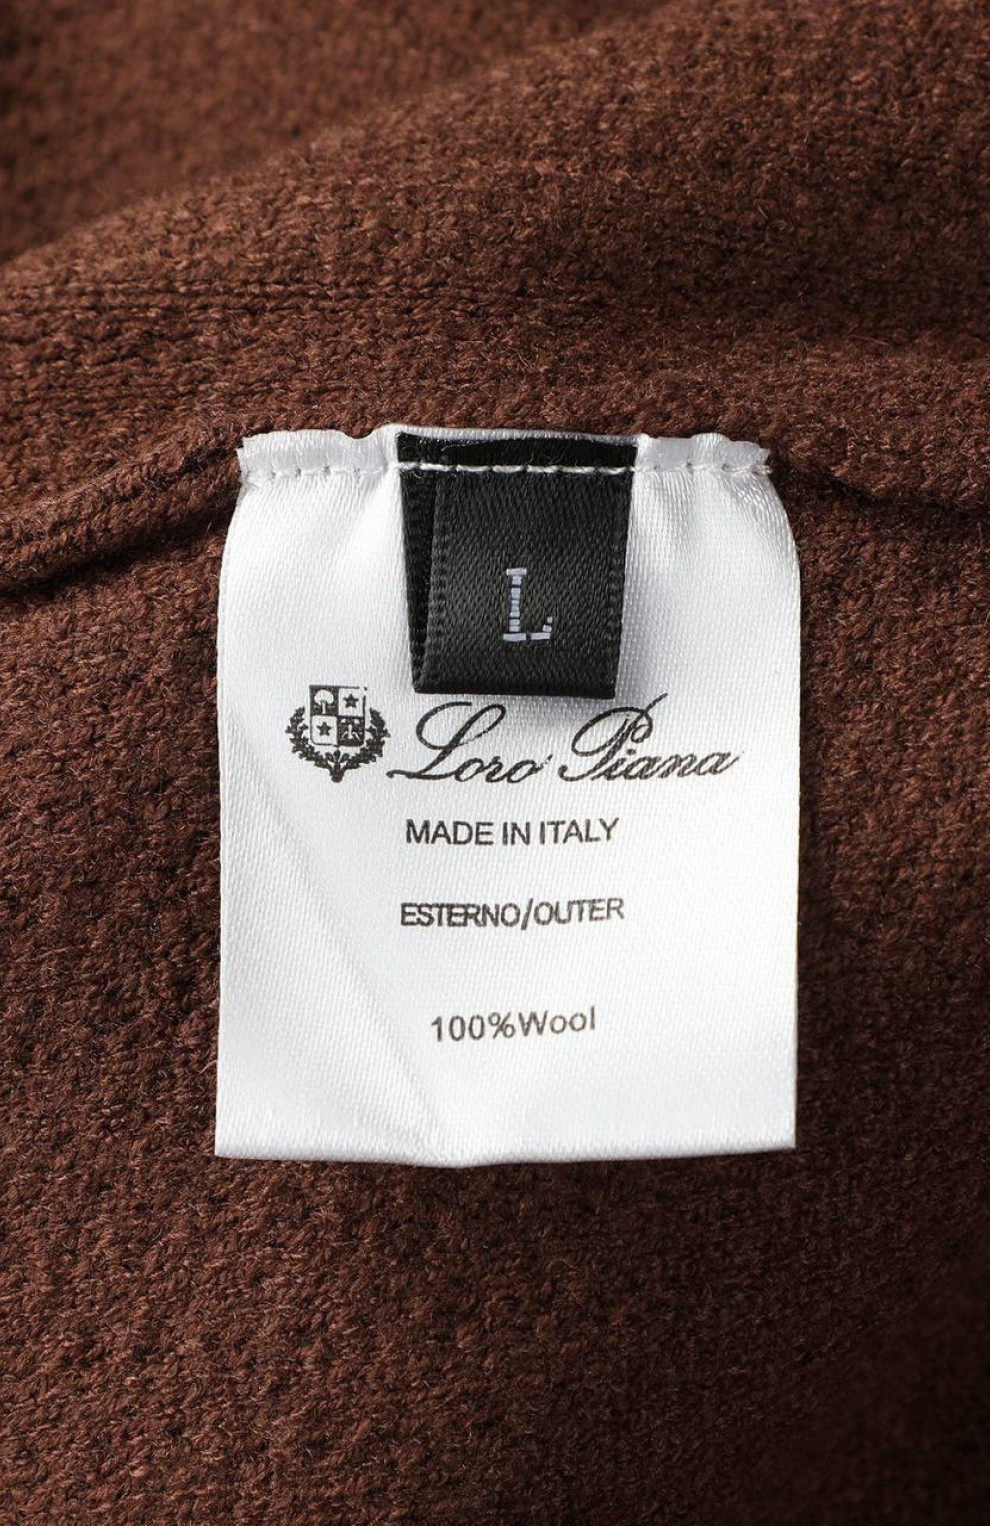 L
Loro Piana
MADE IN ITALY
ESTERNO/OUTER
100%Wool